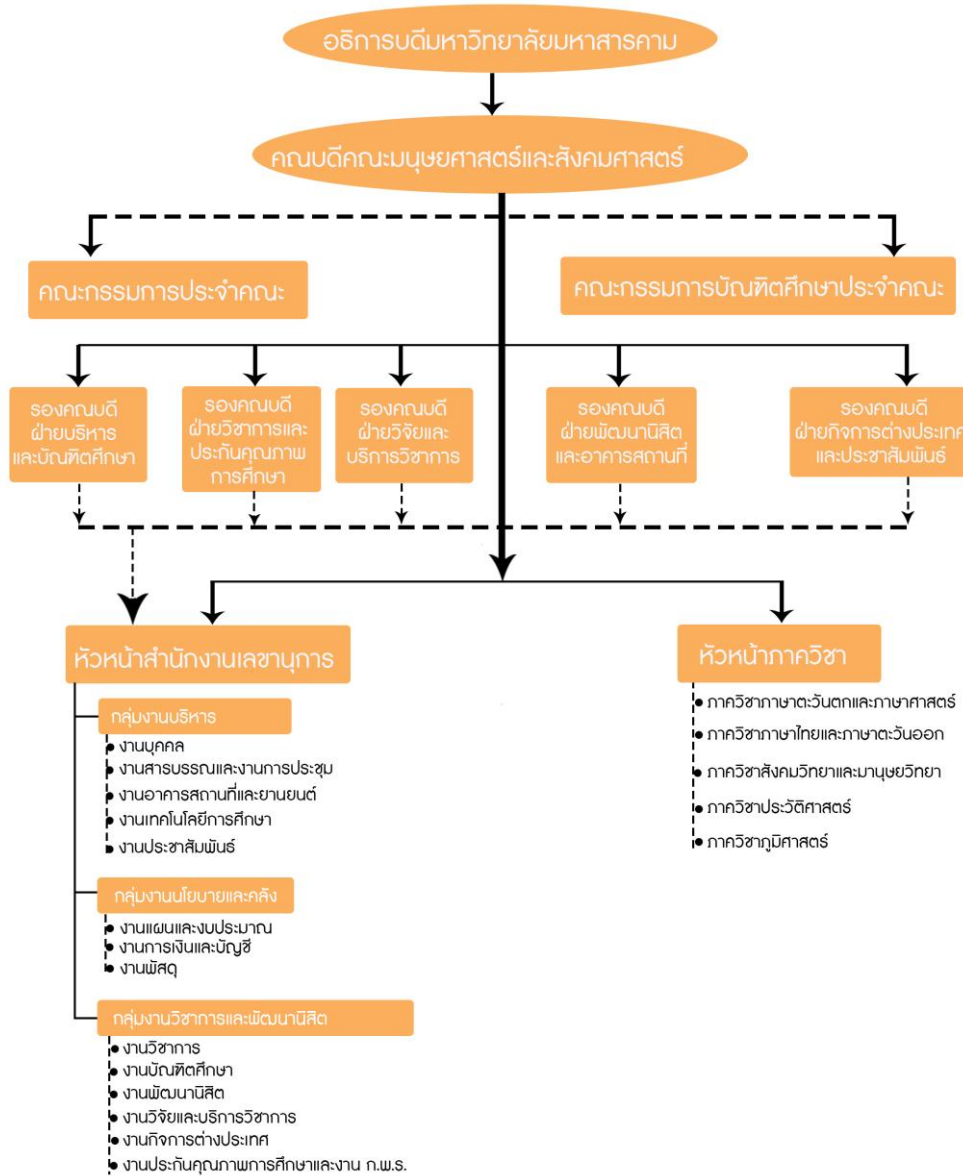 อธิการบดีมหาวิทยาลัยมหาสารคาม
คณบดีคณะมนุษยศาสตร์และสังคมศาสตร์
คณะกรรมการประจำคณะ
คณะกรรมการบัณฑิตศึกษาประจำคณะ
รองคณบดี
ฝ่ายบริหาร
และบัณฑิตศึกษา
รองคณบดี
ฝ่ายวิชาการและ
ประกันคุณภาพ
การศึกษา
รองคณบดี
ฝ่ายวิจัยและ
บริการวิชาการ
รองคณบดี
ฝ่ายพัฒนานิสิต
และอาคารสถานที่
รองคณบดี
ฝ่ายกิจการต่างประเทศ
และประชาสัมพันธ์
หัวหน้าสำนักงานเลขานุการ
กลุ่มงานบริหาร
งานบุคคล
งานสารบรรณและงานการประชุม
งานอาคารสถานที่และยานยนต์
งานเทคโนโลยีการศึกษา
งานประชาสัมพันธ์
กลุ่มงานนโยบายและคลัง
งานแผนและงบประมาณ
งานการเงินและบัญชี
งานพัสดุ
กลุ่มงานวิชาการและพัฒนานิสิต
งานวิชาการ
งานบัณฑิตศึกษา
งานพัฒนานิสิต
งานวิจัยและบริการวิชาการ
งานกิจการต่างประเทศ
งานประกันคุณภาพการศึกษาและงาน ก.พ.ร.
หัวหน้าภาควิชา
ภาควิชาภาษาตะวันตกและภาษาศาสตร์
ภาควิชาภาษาไทยและภาษาตะวันออก
ภาควิชาสังคมวิทยาและมานุษยวิทยา
ภาควิชาประวัติศาสตร์
ภาควิชาภูมิศาสตร์